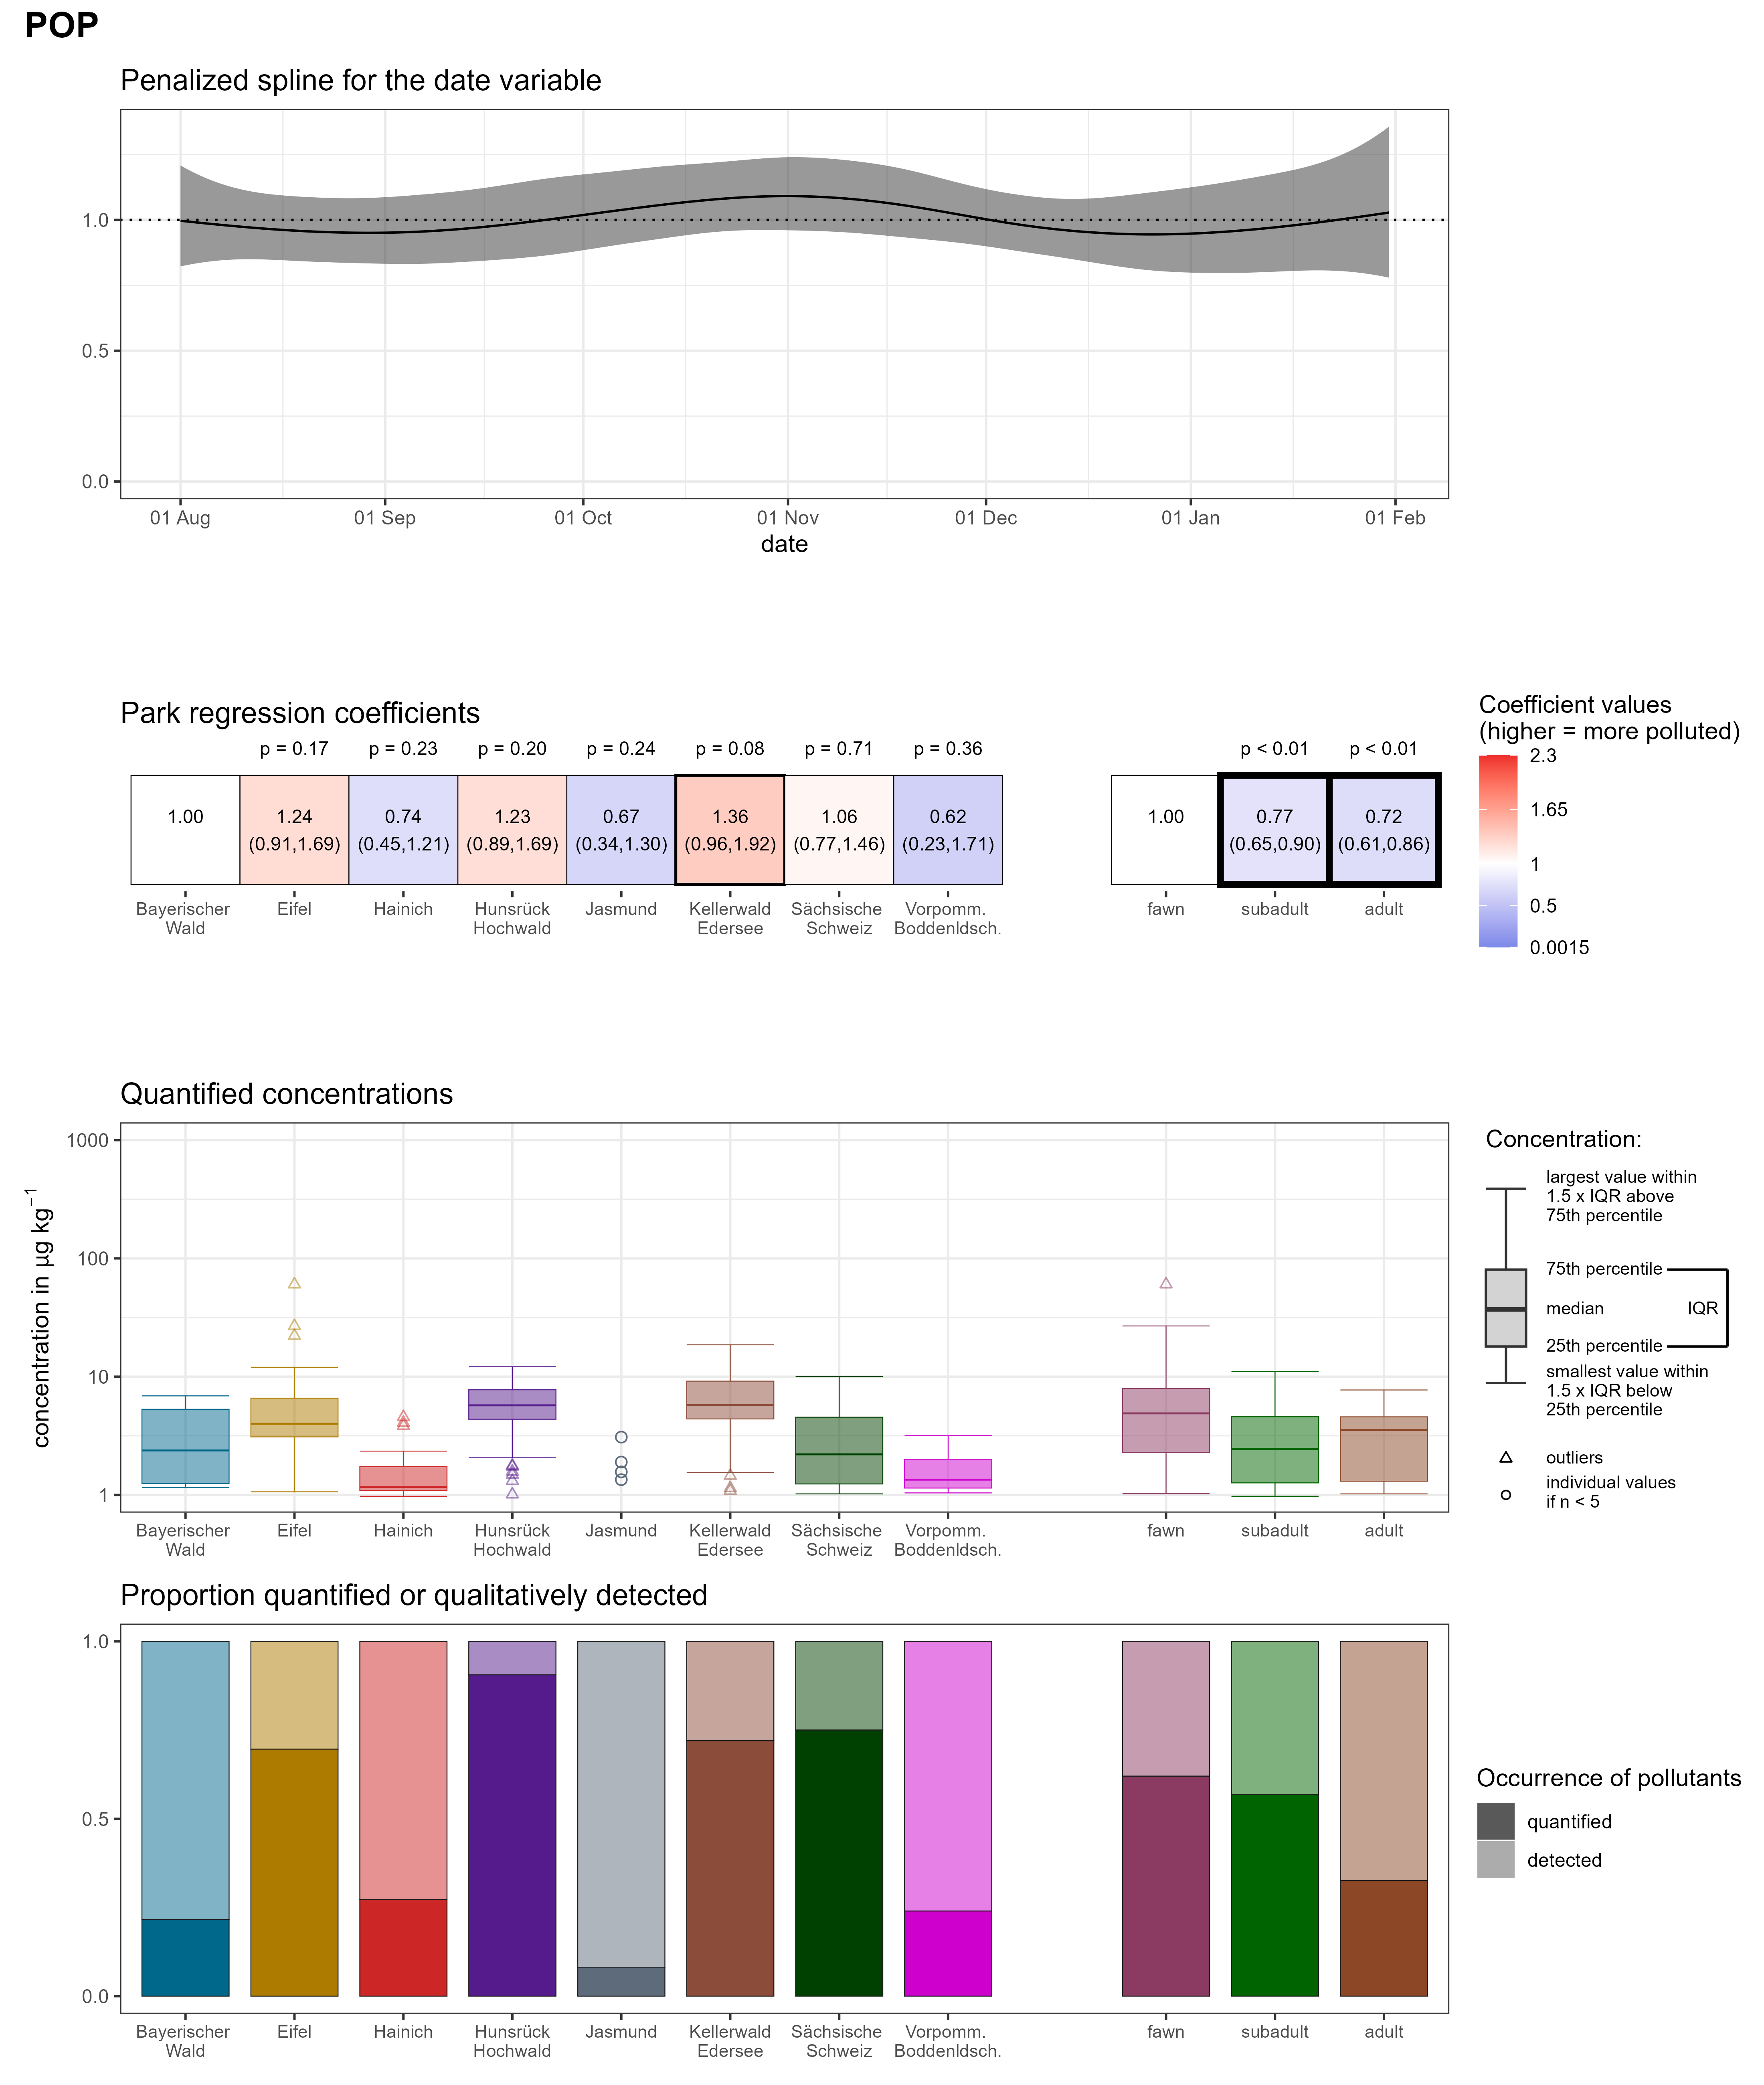 POP
Penalized spline for the date variable
1.0
0.5
0.0
01 Aug 01 Sep 01 Oct 01 Nov 01 Dec 01 Jan 01 Feb
date
Park regression coefficients
p = 0.17 p = 0.23 p = 0.20 p = 0.24 p = 0.08 p = 0.71 p = 0.36 p < 0.01 p < 0.01
1.00 1.24 0.74 1.23 0.67 1.36 1.06 0.62 1.00 0.77 0.72
(0.91,1.69) (0.45,1.21) (0.89,1.69) (0.34,1.30) (0.96,1.92) (0.77,1.46) (0.23,1.71) (0.65,0.90) (0.61,0.86)
Bayerischer Eifel Hainich Hunsrück Jasmund Kellerwald Sächsische Vorpomm. fawn subadult adult
Wald Hochwald Edersee Schweiz Boddenldsch.
Coefficient values
(higher = more polluted)
2.3
1.65
1
0.5
0.0015
Quantified concentrations
concentration in µg kg⁻¹
1000
100
10
1
Bayerischer Eifel Hainich Hunsrück Jasmund Kellerwald Sächsische Vorpomm. fawn subadult adult
Wald Hochwald Edersee Schweiz Boddenldsch.
Concentration:
largest value within
1.5 x IQR above
75th percentile
75th percentile
median IQR
25th percentile
smallest value within
1.5 x IQR below
25th percentile
outliers
individual values
if n < 5
Proportion quantified or qualitatively detected
1.0
0.5
0.0
Bayerischer Eifel Hainich Hunsrück Jasmund Kellerwald Sächsische Vorpomm. fawn subadult adult
Wald Hochwald Edersee Schweiz Boddenldsch.
Occurrence of pollutants
quantified
detected